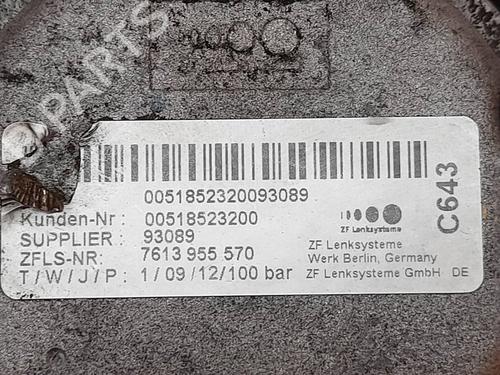 PARTS
0051852320093089
Kunden-Nr : 00518523200
SUPPLIER : 93089
ZFLS-NR: 7613 955 570
T / W / J / P : 1 / 09 / 12 / 100 bar
ZF Lenksysteme
ZF Lenksysteme
Werk Berlin, Germany
ZF Lenksysteme GmbH DE
C643